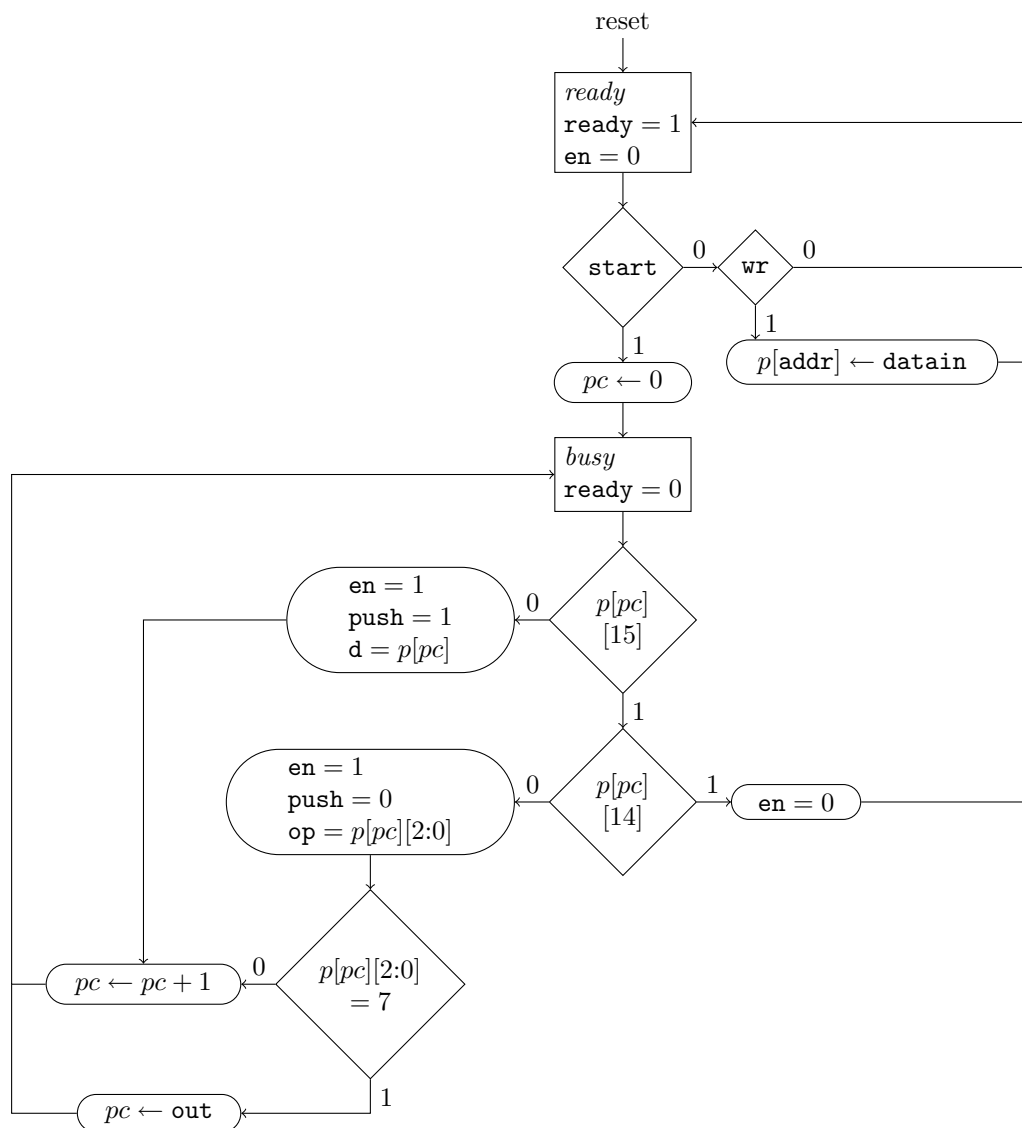 reset
ready
ready = 1
en = 0
start
0
wr
0
1
1
p[addr] ← datain
pc ← 0
busy
ready = 0
en = 1
push = 1
d = p[pc]
0
p[pc]
[15]
1
en = 1
push = 0
op = p[pc][2:0]
0
p[pc]
[14]
1
en = 0
pc ← pc + 1
0
p[pc][2:0]
= 7
1
pc ← out